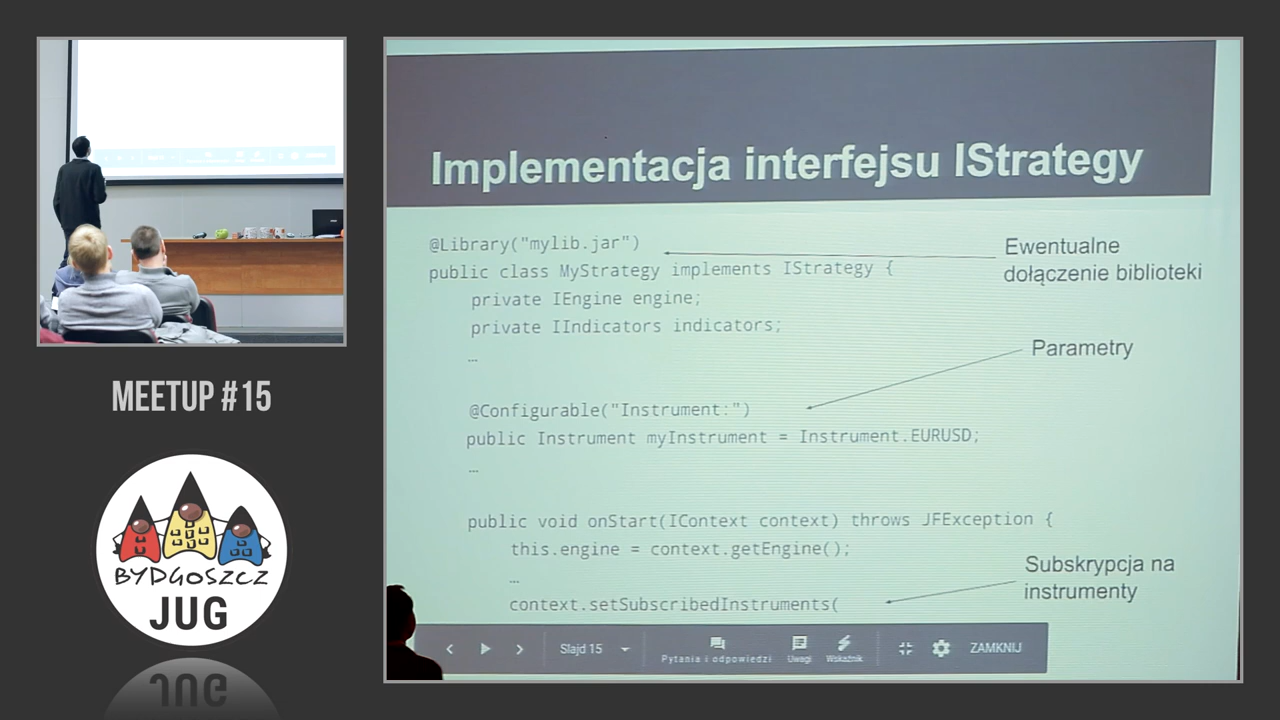 MEETUP #15
BYDGOSZCZ
JUG
Implementacja interfejsu IStrategy
@Library("mylib.jar")
public class MyStrategy implements IStrategy {
private IEngine engine;
private IIndicators indicators;
…
@Configurable("Instrument:")
public Instrument myInstrument = Instrument.EURUSD;
…
public void onStart(IContext context) throws JFException {
this.engine = context.getEngine();
…
context.setSubscribedInstruments(
Ewentualne
dołączenie biblioteki
Parametry
Subskrypcja na
instrumenty
Slajd 15
Pytania i odpowiedzi
Uwagi
Wskaźnik
ZAMKNIJ